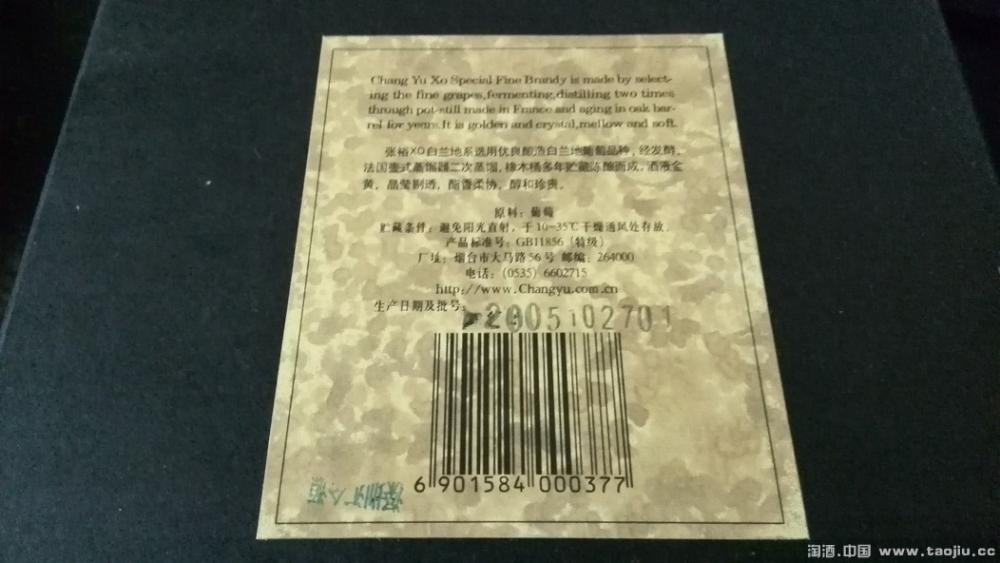 Chang Yu Xo Special Fine Brandy is made by select-
ing the fine grapes,fermenting,distilling two times
through pot-still made in France and aging in oak bar-
rel for years.It is golden and crystal,mellow and soft.
张裕XO白兰地系选用优良酿造白兰地葡萄品种，经发酵，
法国壶式蒸馏器二次蒸馏，橡木桶多年贮藏陈酿而成，酒液金
黄，晶莹剔透，酯香柔协，醇和珍贵。
原料：葡萄
贮藏条件：避免阳光直射，于10-35℃干燥通风处存放
产品标准号：GB11856（特级）
厂址：烟台市大马路56号 邮编：264000
电话：（0535）6602715
http://www.Changyu.com.cn
生产日期及批号：
2005102701
6 901584 000377
淘酒.中国 www.taojiu.cc